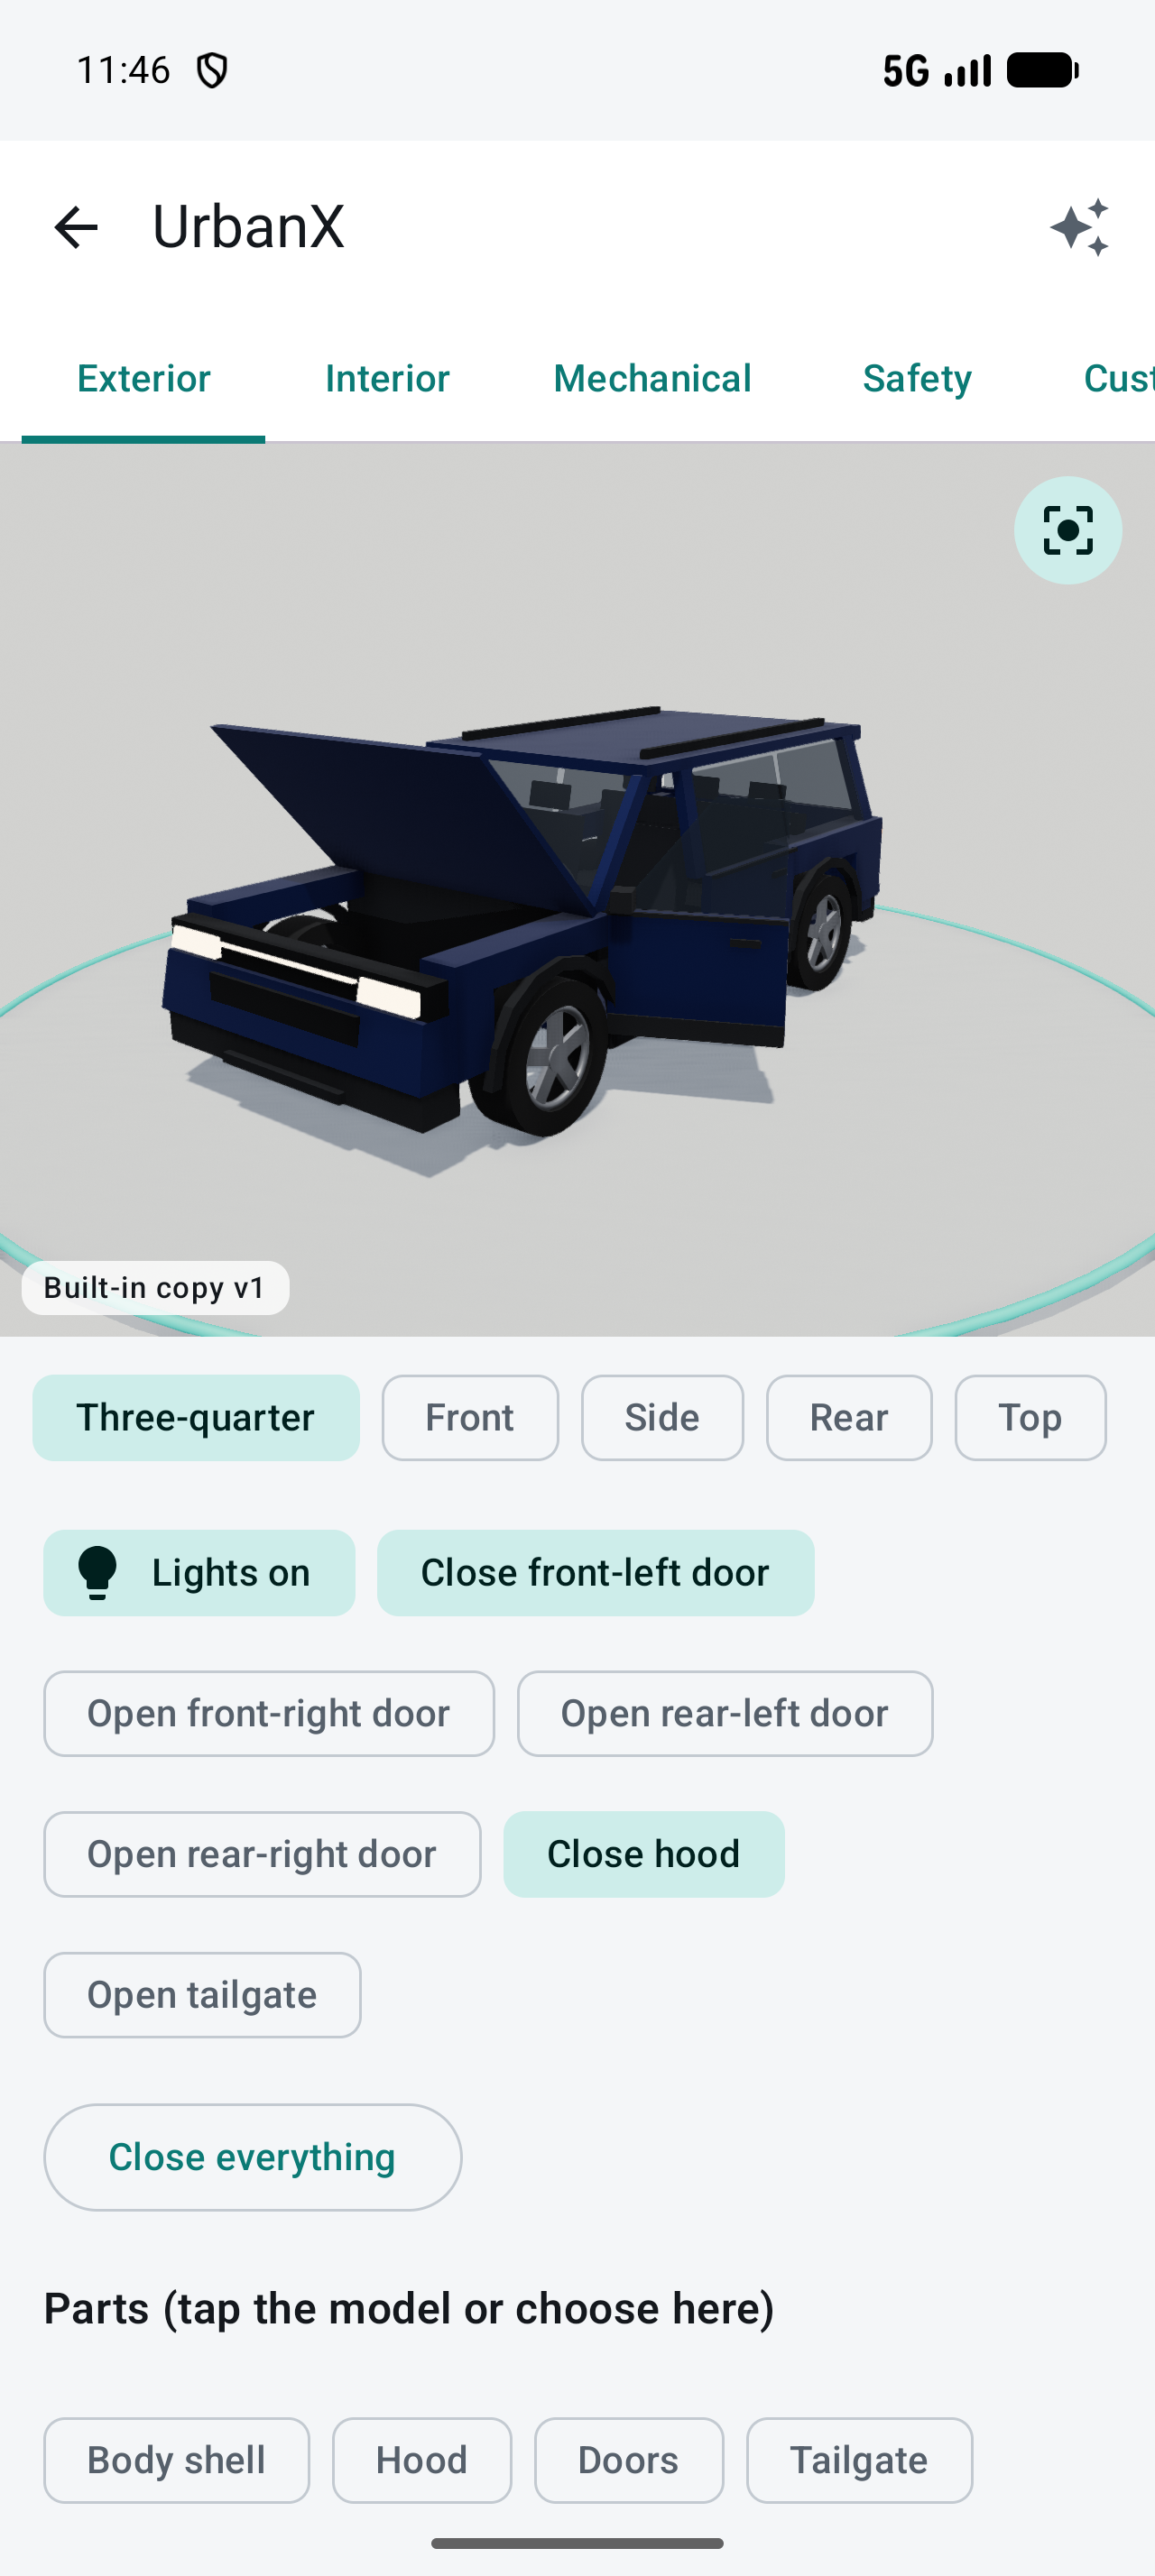 11:46
5G
UrbanX
Exterior Interior Mechanical Safety Cust
Built-in copy v1
Three-quarter Front Side Rear Top
Lights on Close front-left door
Open front-right door Open rear-left door
Open rear-right door Close hood
Open tailgate
Close everything
Parts (tap the model or choose here)
Body shell Hood Doors Tailgate